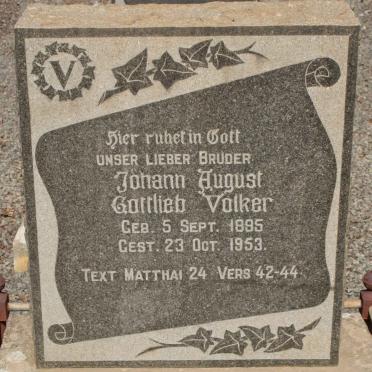 V
Hier ruhet in Gott
UNSER LIEBER BRUDER
Johann August
Gottlieb Volker
GEB. 5 SEPT. 1895
GEST. 23 OCT. 1953.
TEXT MATTHAI 24 VERS 42-44.